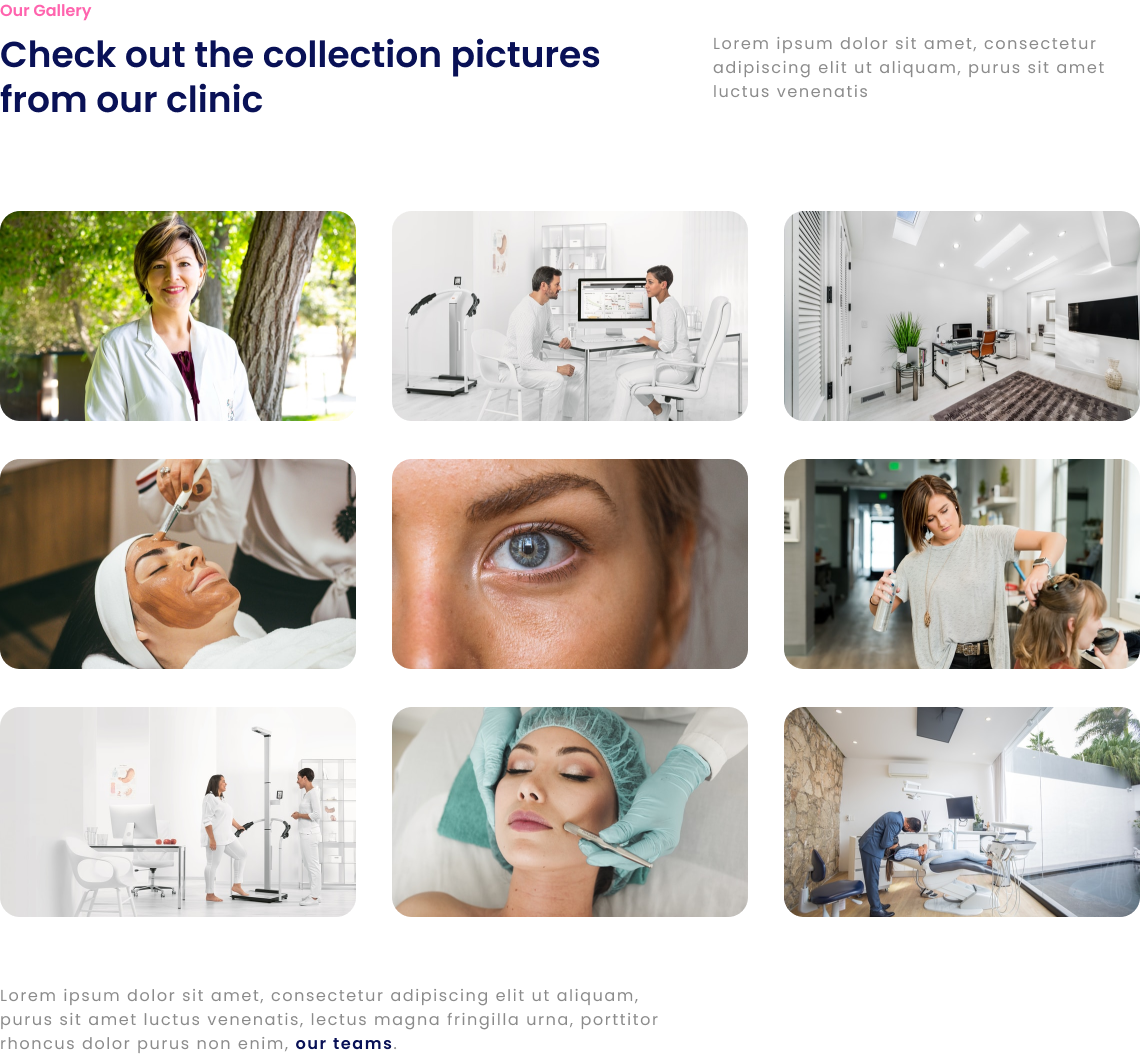 Our Gallery
Check out the collection pictures
from our clinic
Lorem ipsum dolor sit amet, consectetur
adipiscing elit ut aliquam, purus sit amet
luctus venenatis
Lorem ipsum dolor sit amet, consectetur adipiscing elit ut aliquam,
purus sit amet luctus venenatis, lectus magna fringilla urna, porttitor
rhoncus dolor purus non enim, our teams.